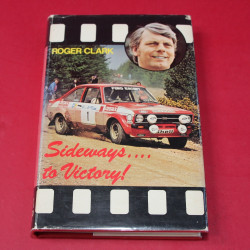 ROGER CLARK
Sideways....
to Victory!